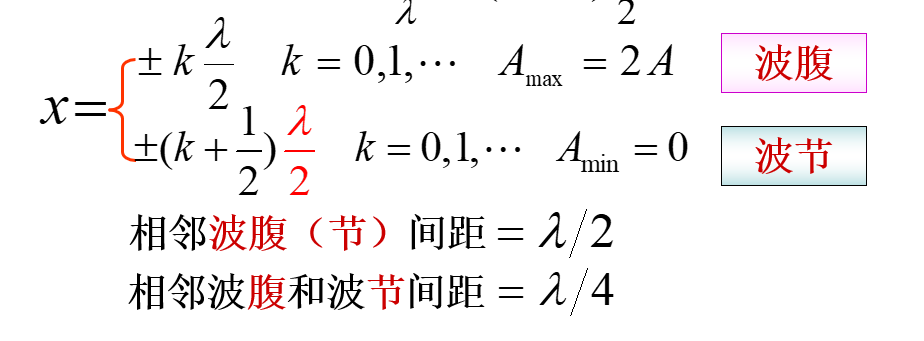 λ 2
x= ± k λ/2 k = 0,1,⋯ A_max = 2A 波腹
±(k + 1/2) λ/2 k = 0,1,⋯ A_min = 0 波节
相邻波腹（节）间距 = λ/2
相邻波腹和波节间距 = λ/4